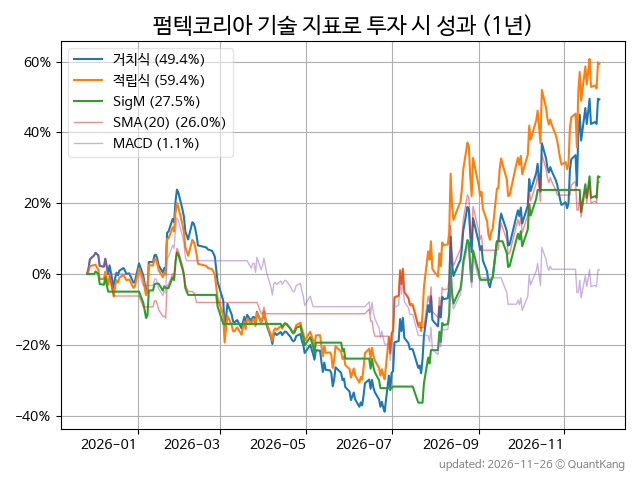 펌텍코리아 기술 지표로 투자 시 성과 (1년)
거치식 (49.4%)
적립식 (59.4%)
SigM (27.5%)
SMA(20) (26.0%)
MACD (1.1%)
60%
40%
20%
0%
−20%
−40%
2026-01
2026-03
2026-05
2026-07
2026-09
2026-11
updated: 2026-11-26 © QuantKang